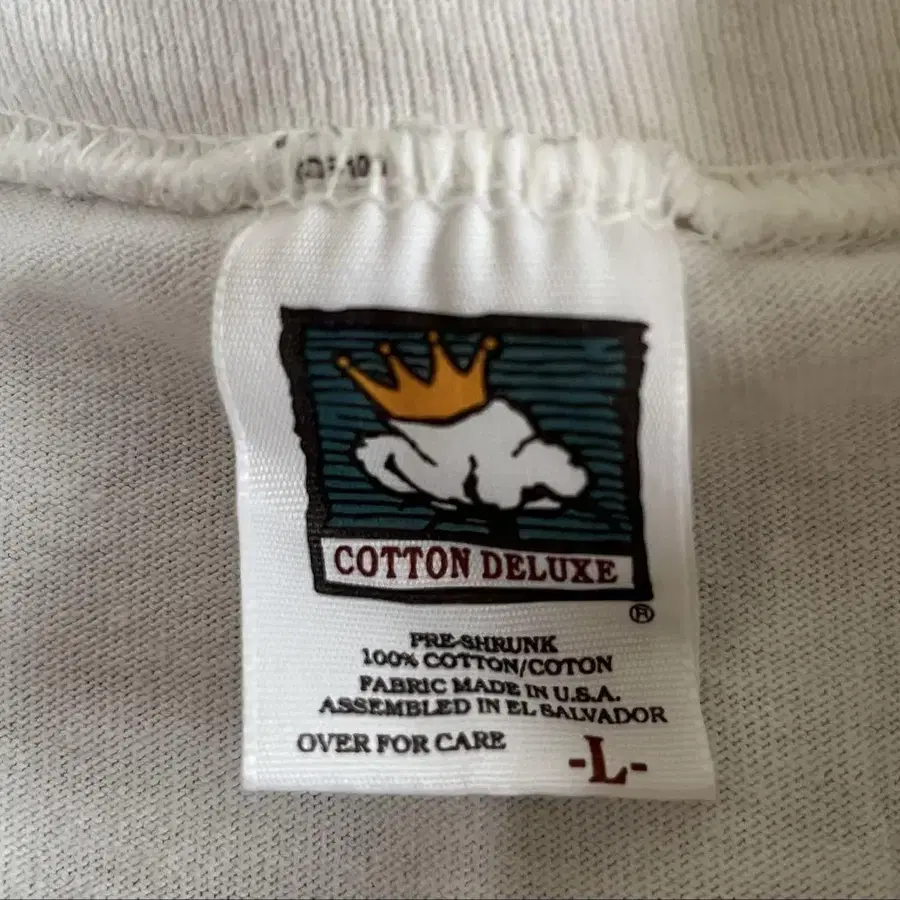 COTTON DELUXE
®
PRE-SHRUNK
100% COTTON/COTON
FABRIC MADE IN U.S.A.
ASSEMBLED IN EL SALVADOR
OVER FOR CARE
-L-